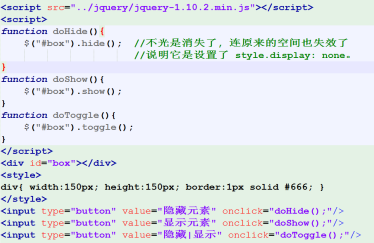 <script src="../jquery/jquery-1.10.2.min.js"></script>
<script>
function doHide(){
$("#box").hide();  //不光是消失了，连原来的空间也失效了
//说明它是设置了 style.display: none。
}
function doShow(){
$("#box").show();
}
function doToggle(){
$("#box").toggle();
}
</script>
<div id="box"></div>
<style>
div{ width:150px; height:150px; border:1px solid #666; }
</style>
<input type="button" value="隐藏元素" onclick="doHide();"/>
<input type="button" value="显示元素" onclick="doShow();"/>
<input type="button" value="隐藏|显示" onclick="doToggle();"/>